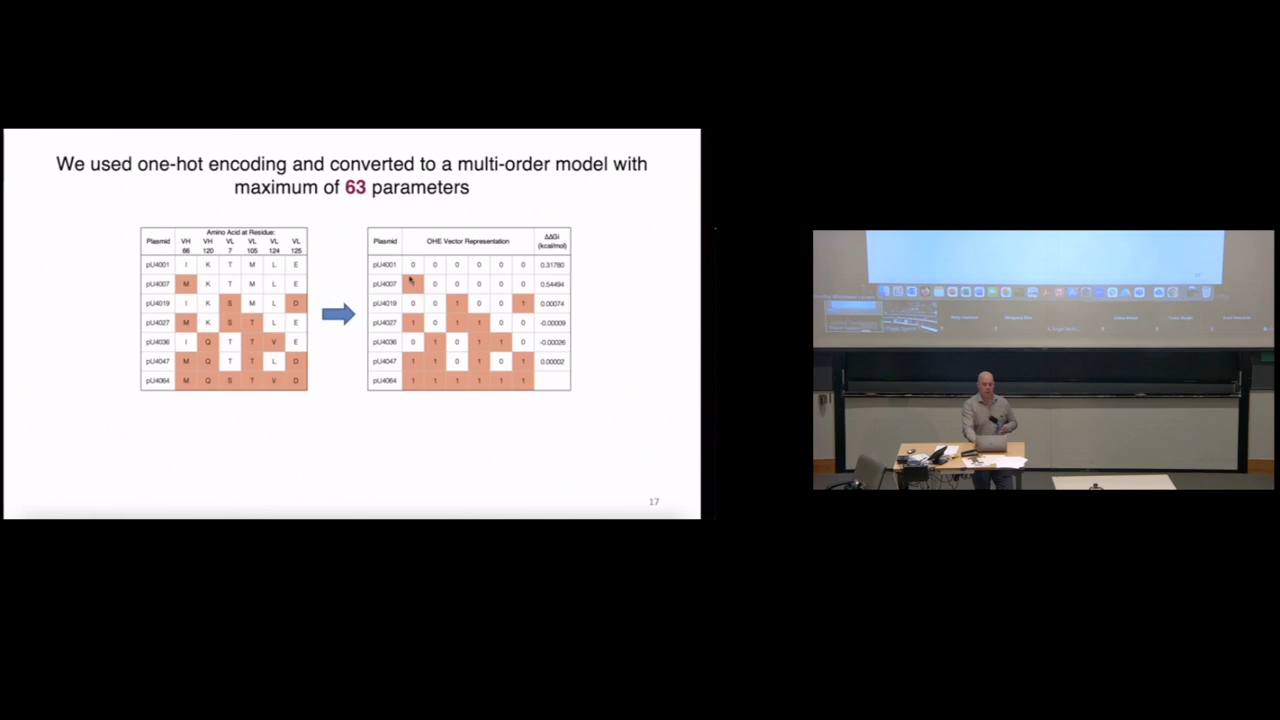 We used one-hot encoding and converted to a multi-order model with
maximum of 63 parameters
Amino Acid at Residue:
Plasmid VH 66 VH 120 VL 7 VL 105 VL 124 VL 125
pU4001 I K T M L E
pU4007 M K T M L E
pU4019 I K S M L D
pU4027 M K S T L E
pU4036 I Q T T V E
pU4047 M Q T T L D
pU4064 M Q S T V D
Plasmid OHE Vector Representation ΔΔGi (kcal/mol)
pU4001 0 0 0 0 0 0 0.31780
pU4007 0 0 0 0 0 0.54494
pU4019 0 0 1 0 0 1 0.00074
pU4027 1 0 1 1 0 0 -0.00009
pU4036 0 1 0 1 1 0 -0.00026
pU4047 1 1 0 1 0 1 0.00002
pU4064 1 1 1 1 1 1
17